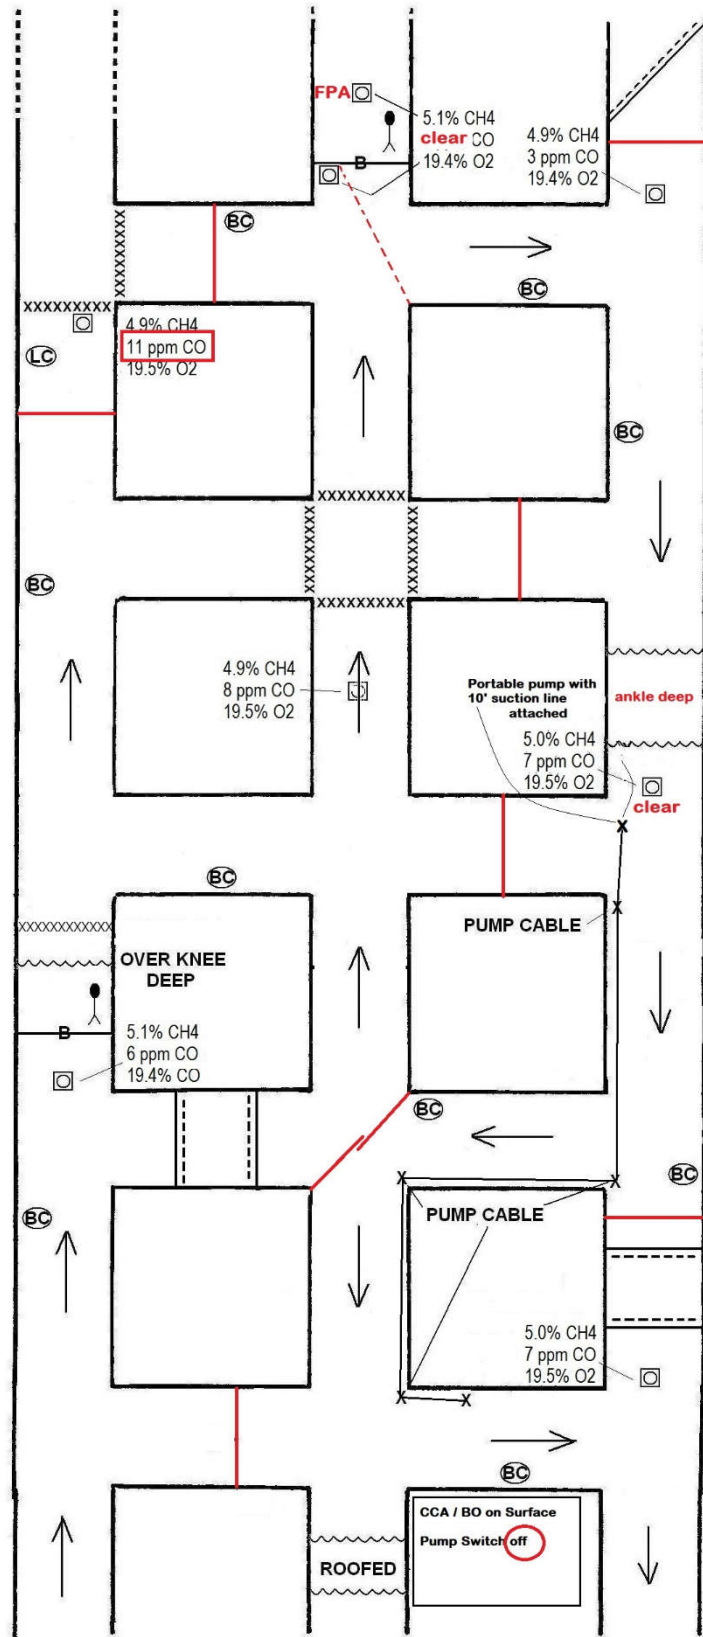 FPA
5.1% CH4
clear CO
19.4% O2
B
4.9% CH4
3 ppm CO
19.4% O2
BC
BC
XXXXXXXXX
4.9% CH4
11 ppm CO
19.5% O2
LC
BC
XXXXXXXXX
BC
XXXXXXXXX
4.9% CH4
8 ppm CO
19.5% O2
Portable pump with
10' suction line
attached
ankle deep
5.0% CH4
7 ppm CO
19.5% O2
clear
X
BC
X
PUMP CABLE
XXXXXXXXX
OVER KNEE
DEEP
B
5.1% CH4
6 ppm CO
19.4% CO
BC
X
X
BC
BC
PUMP CABLE
5.0% CH4
7 ppm CO
19.5% O2
X
X
BC
CCA / BO on Surface
Pump Switch off
ROOFED